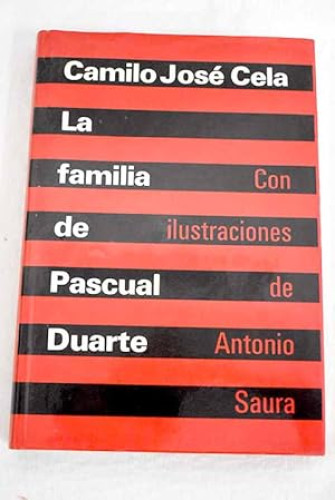 Camilo José Cela
La
familia Con
de ilustraciones
Pascual de
Duarte Antonio
Saura